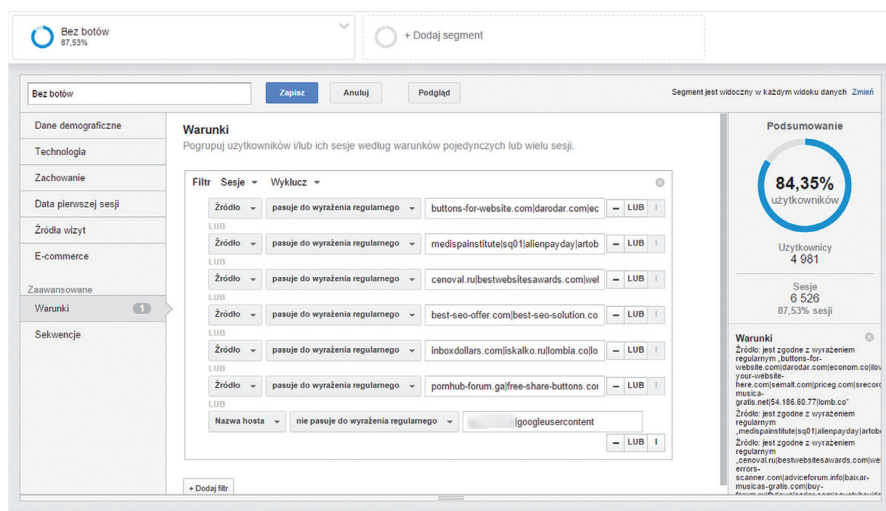 Bez botów
87,53%
+ Dodaj segment
Bez botów
Zapisz
Anuluj
Podgląd
Segment jest widoczny w każdym widoku danych Zmień
Dane demograficzne
Technologia
Zachowanie
Data pierwszej sesji
Źródła wizyt
E-commerce
Zaawansowane
Warunki 1
Sekwencje
Warunki
Pogrupuj użytkowników i/lub ich sesje według warunków pojedynczych lub wielu sesji.
Filtr Sesje Wyklucz
Źródło pasuje do wyrażenia regularnego buttons-for-website.com|darodar.com|ec – LUB I
LUB
Źródło pasuje do wyrażenia regularnego medispainstitute|sq01|alienpayday|artob – LUB I
LUB
Źródło pasuje do wyrażenia regularnego cenoval.ru|bestwebsitesawards.com|wel – LUB I
LUB
Źródło pasuje do wyrażenia regularnego best-seo-offer.com|best-seo-solution.co – LUB I
LUB
Źródło pasuje do wyrażenia regularnego inboxdollars.com|iskalko.ru|lombia.co|lo – LUB I
LUB
Źródło pasuje do wyrażenia regularnego pornhub-forum.ga|free-share-buttons.co – LUB I
LUB
Nazwa hosta nie pasuje do wyrażenia regularnego |googleusercontent
– LUB I
+ Dodaj filtr
Podsumowanie
84,35%
użytkowników
Użytkownicy
4 981
Sesje
6 526
87,53% sesji
Warunki
Źródło: jest zgodne z wyrażeniem
regularnym „buttons-for-
website.com|darodar.com|econom.co|ilov
your-website-
here.com|semalt.com|priceg.com|srecord
musica-
gratis.net|54.186.60.77|lomb.co”
Źródło: jest zgodne z wyrażeniem
regularnym
„medispainstitute|sq01|alienpayday|artob
Źródło: jest zgodne z wyrażeniem
regularnym
„cenoval.ru|bestwebsitesawards.com|wel
errors-
scanner.com|adviceforum.info|baixar-
musicas-gratis.com|buy-